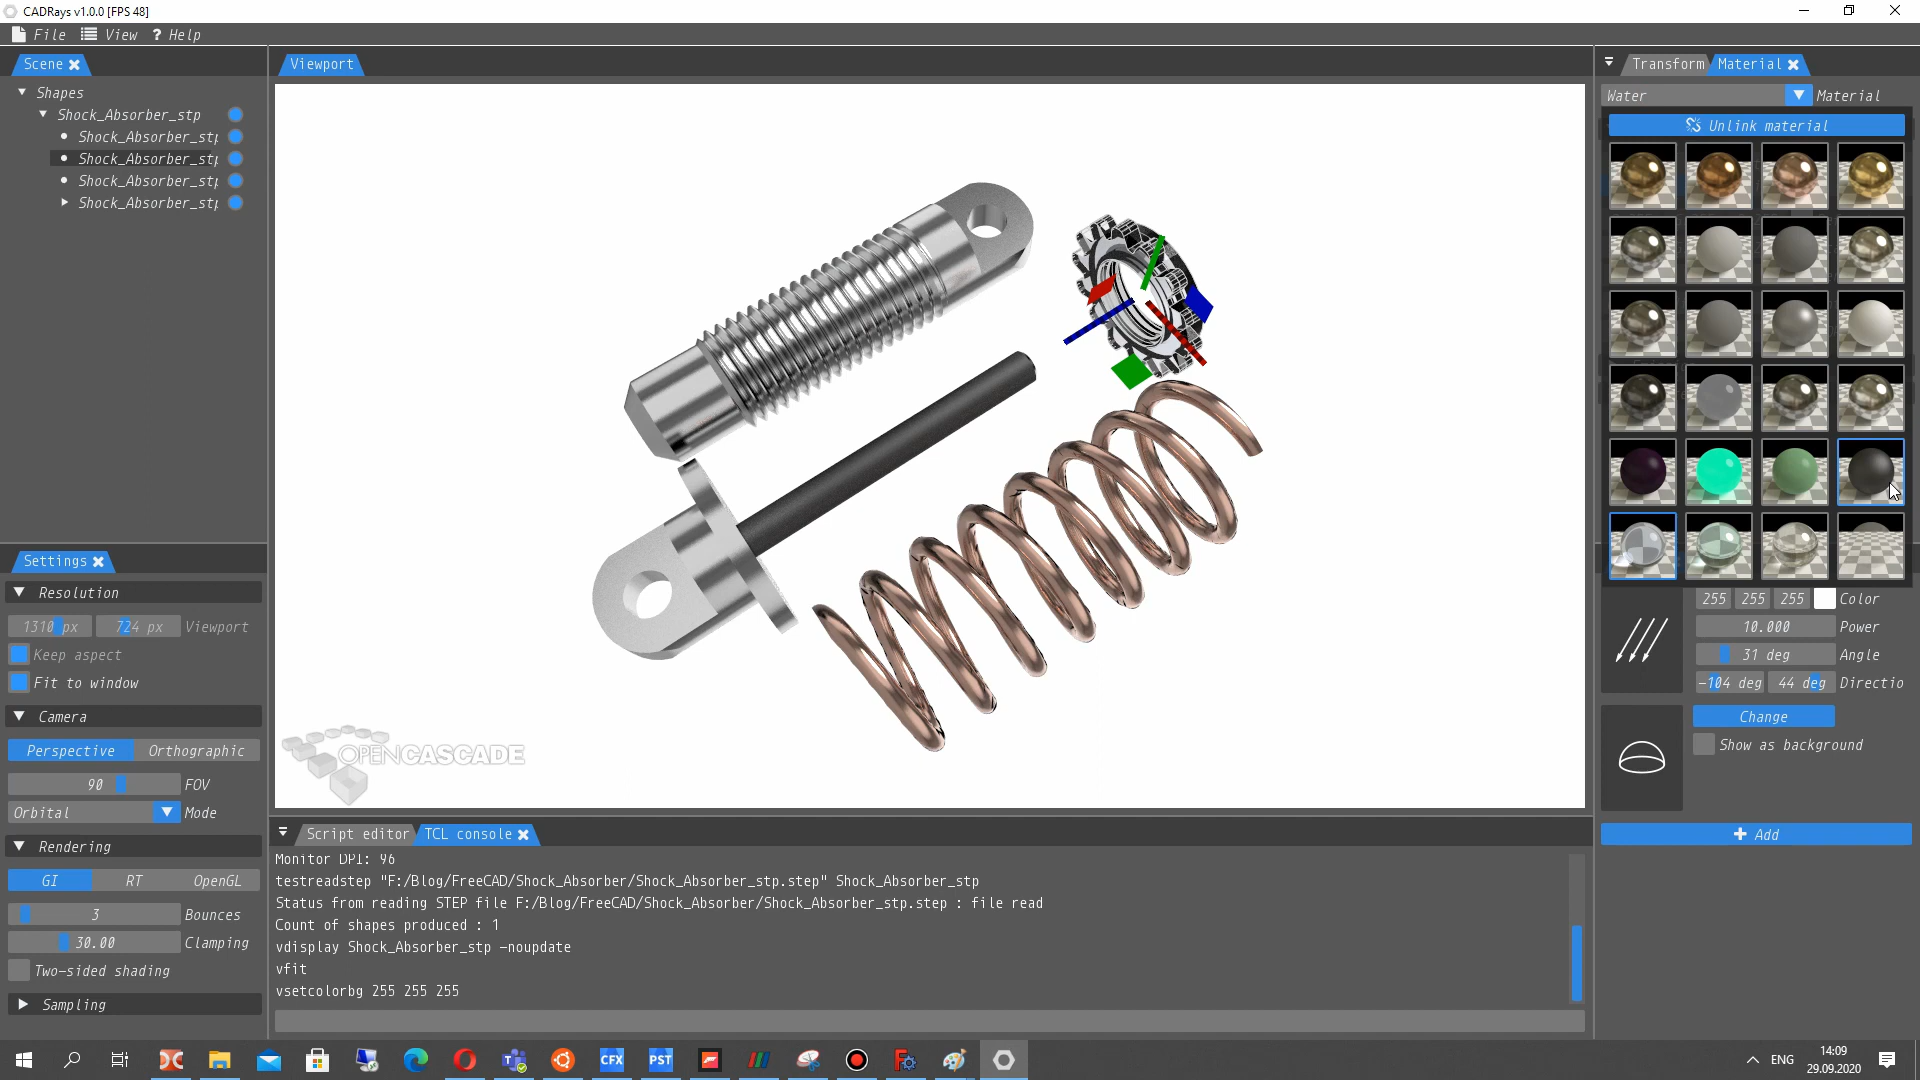 CADRays v1.0.0 [FPS 48]
File View ? Help
Scene
Shapes
Shock_Absorber_stp
Shock_Absorber_stp
Shock_Absorber_stp
Shock_Absorber_stp
Shock_Absorber_stp
Settings
Resolution
1310 px 724 px Viewport
Keep aspect
Fit to window
Camera
Perspective Orthographic
90 FOV
Orbital Mode
Rendering
GI RT OpenGL
3 Bounces
30.00 Clamping
Two-sided shading
Sampling
Viewport
OPENCASCADE
Script editor TCL console
Monitor DPI: 96
testreadstep "F:/Blog/FreeCAD/Shock_Absorber/Shock_Absorber_stp.step" Shock_Absorber_stp
Status from reading STEP file F:/Blog/FreeCAD/Shock_Absorber/Shock_Absorber_stp.step : file read
Count of shapes produced : 1
vdisplay Shock_Absorber_stp -noupdate
vfit
vsetcolorbg 255 255 255
Transform Material
Water Material
Unlink material
255 255 255 Color
10.000 Power
31 deg Angle
-104 deg 44 deg Directio
Change
Show as background
+ Add
CFX PST
ENG
14:09
29.09.2020